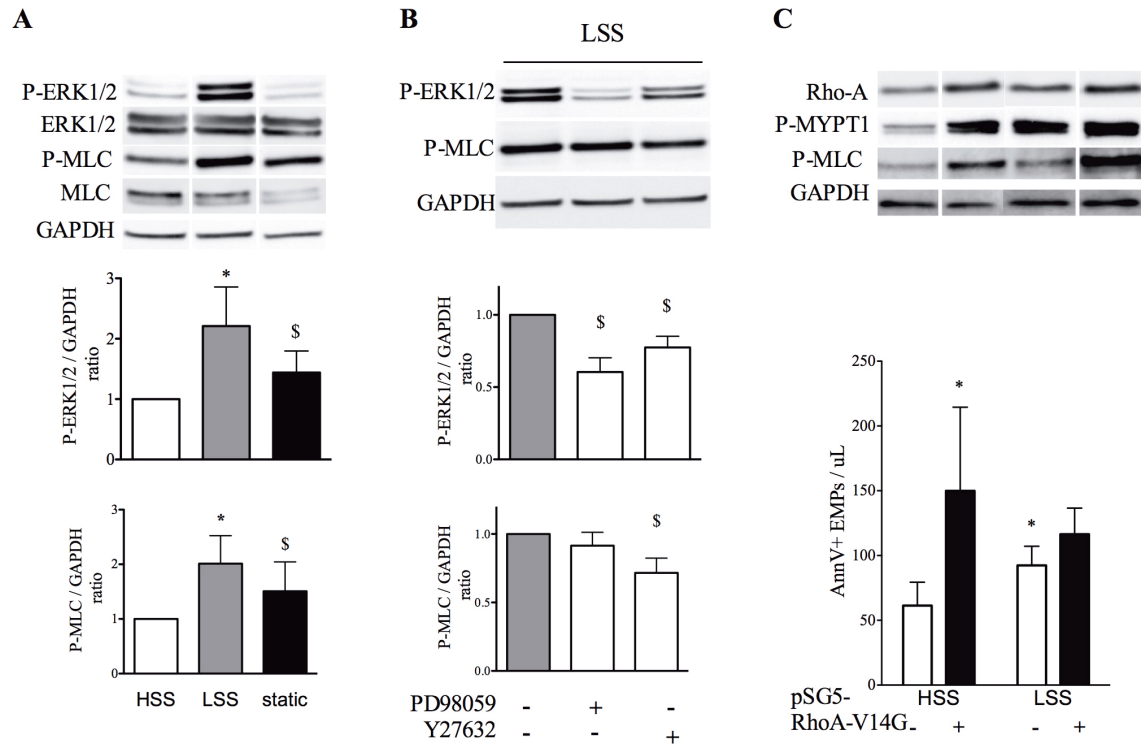 A
P-ERK1/2
ERK1/2
P-MLC
MLC
GAPDH
P-ERK1/2 / GAPDH
ratio
3
2
1
0
*
$
P-MLC / GAPDH
ratio
3
2
1
0
*
$
HSS LSS static
B
LSS
P-ERK1/2
P-MLC
GAPDH
P-ERK1/2 / GAPDH
ratio
1.0
0.5
0.0
$ $
P-MLC / GAPDH
ratio
1.0
0.5
0.0
$
PD98059 - + -
Y27632 - - +
C
Rho-A
P-MYPT1
P-MLC
GAPDH
AnnV+ EMPs / uL
250
200
150
100
50
0
*
*
HSS LSS
pSG5-
RhoA-V14G - + - +